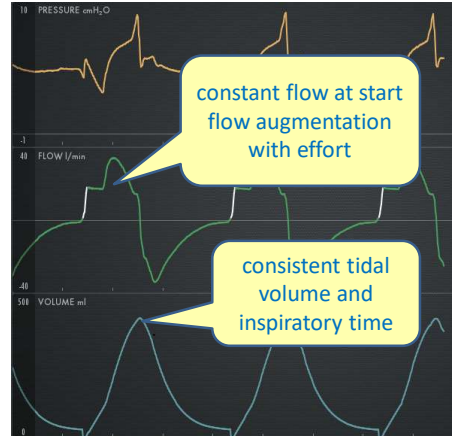 10 PRESSURE cmH₂O
constant flow at start
flow augmentation
with effort
-1
40 FLOW l/min
-40
consistent tidal
volume and
inspiratory time
500 VOLUME ml
0